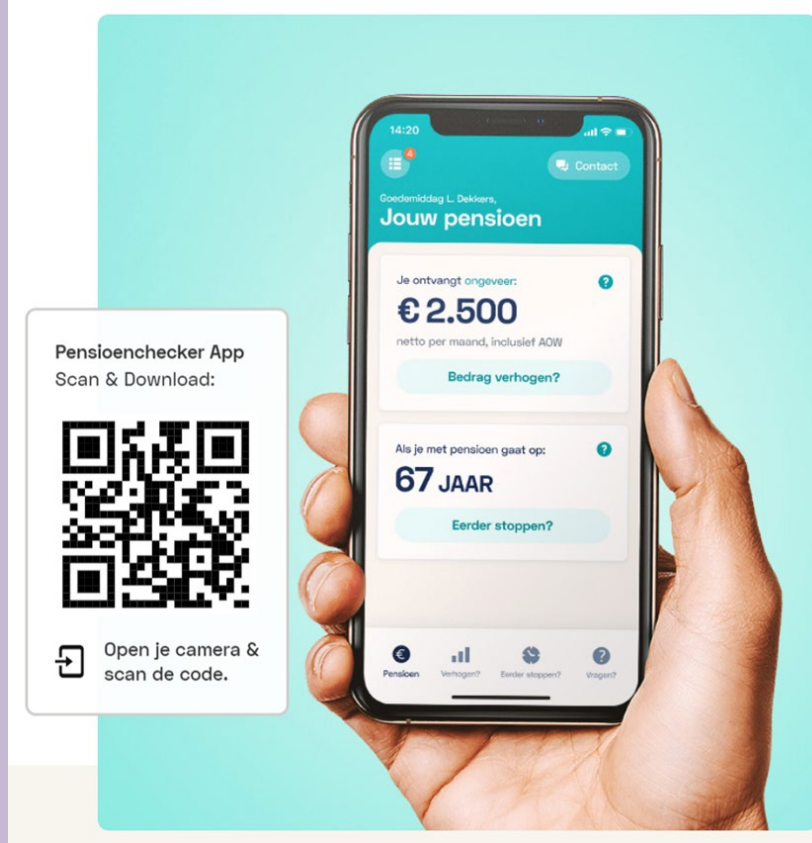 Pensioenchecker App
Scan & Download:
Open je camera &
scan de code.
14:20
4
Contact
Goedemiddag L. Dekkers,
Jouw pensioen
Je ontvangt ongeveer:
?
€ 2.500
netto per maand, inclusief AOW
Bedrag verhogen?
Als je met pensioen gaat op:
?
67 JAAR
Eerder stoppen?
€
?
Pensioen
Verhogen?
Eerder stoppen?
Vragen?